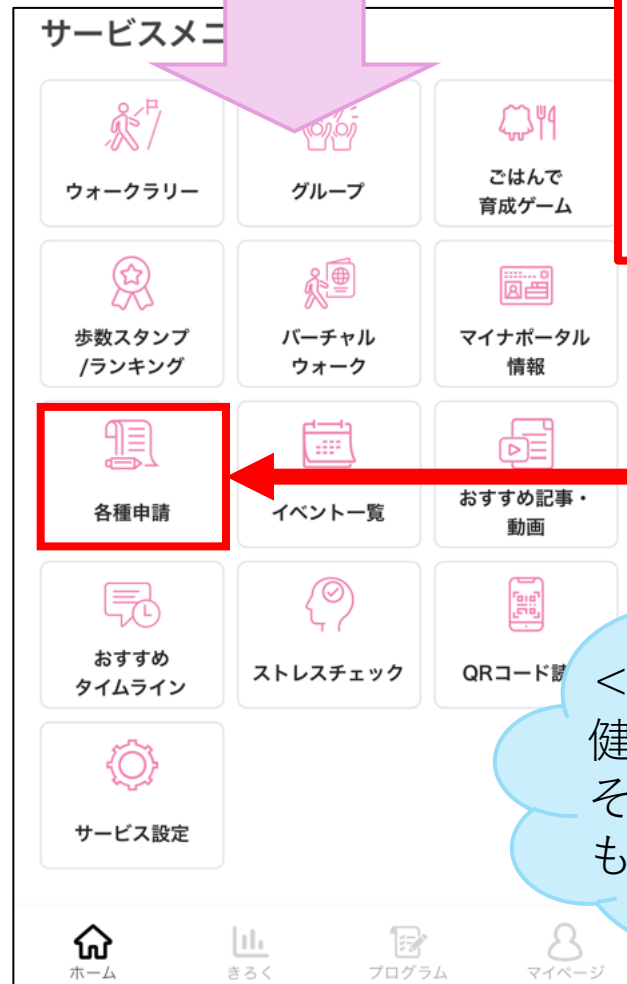 サービスメニ
ウォークラリー
グループ
ごはんで
育成ゲーム
歩数スタンプ
/ランキング
バーチャル
ウォーク
マイナポータル
情報
各種申請
イベント一覧
おすすめ記事・
動画
おすすめ
タイムライン
ストレスチェック
QRコード読
サービス設定
<
健
そ
も
ホーム
きろく
プログラム
マイページ